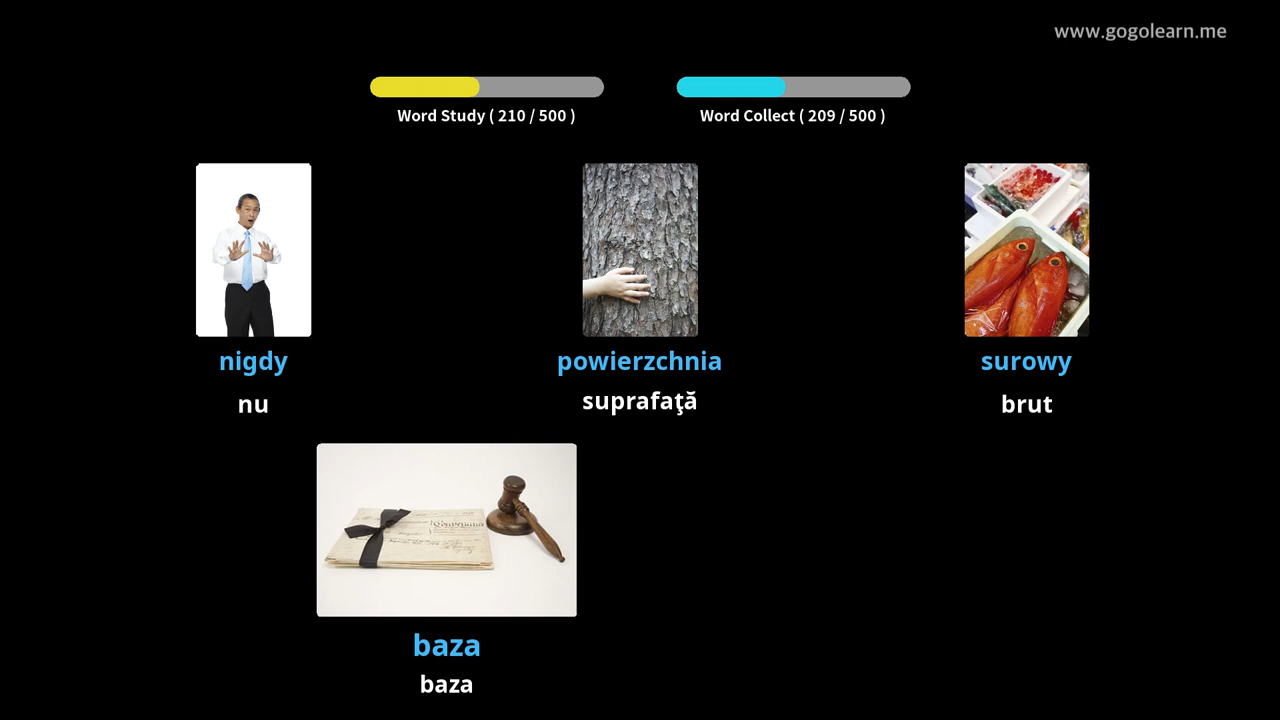 www.gogolearn.me
Word Study ( 210 / 500 )
Word Collect ( 209 / 500 )
nigdy
nu
powierzchnia
suprafaţă
surowy
brut
baza
baza